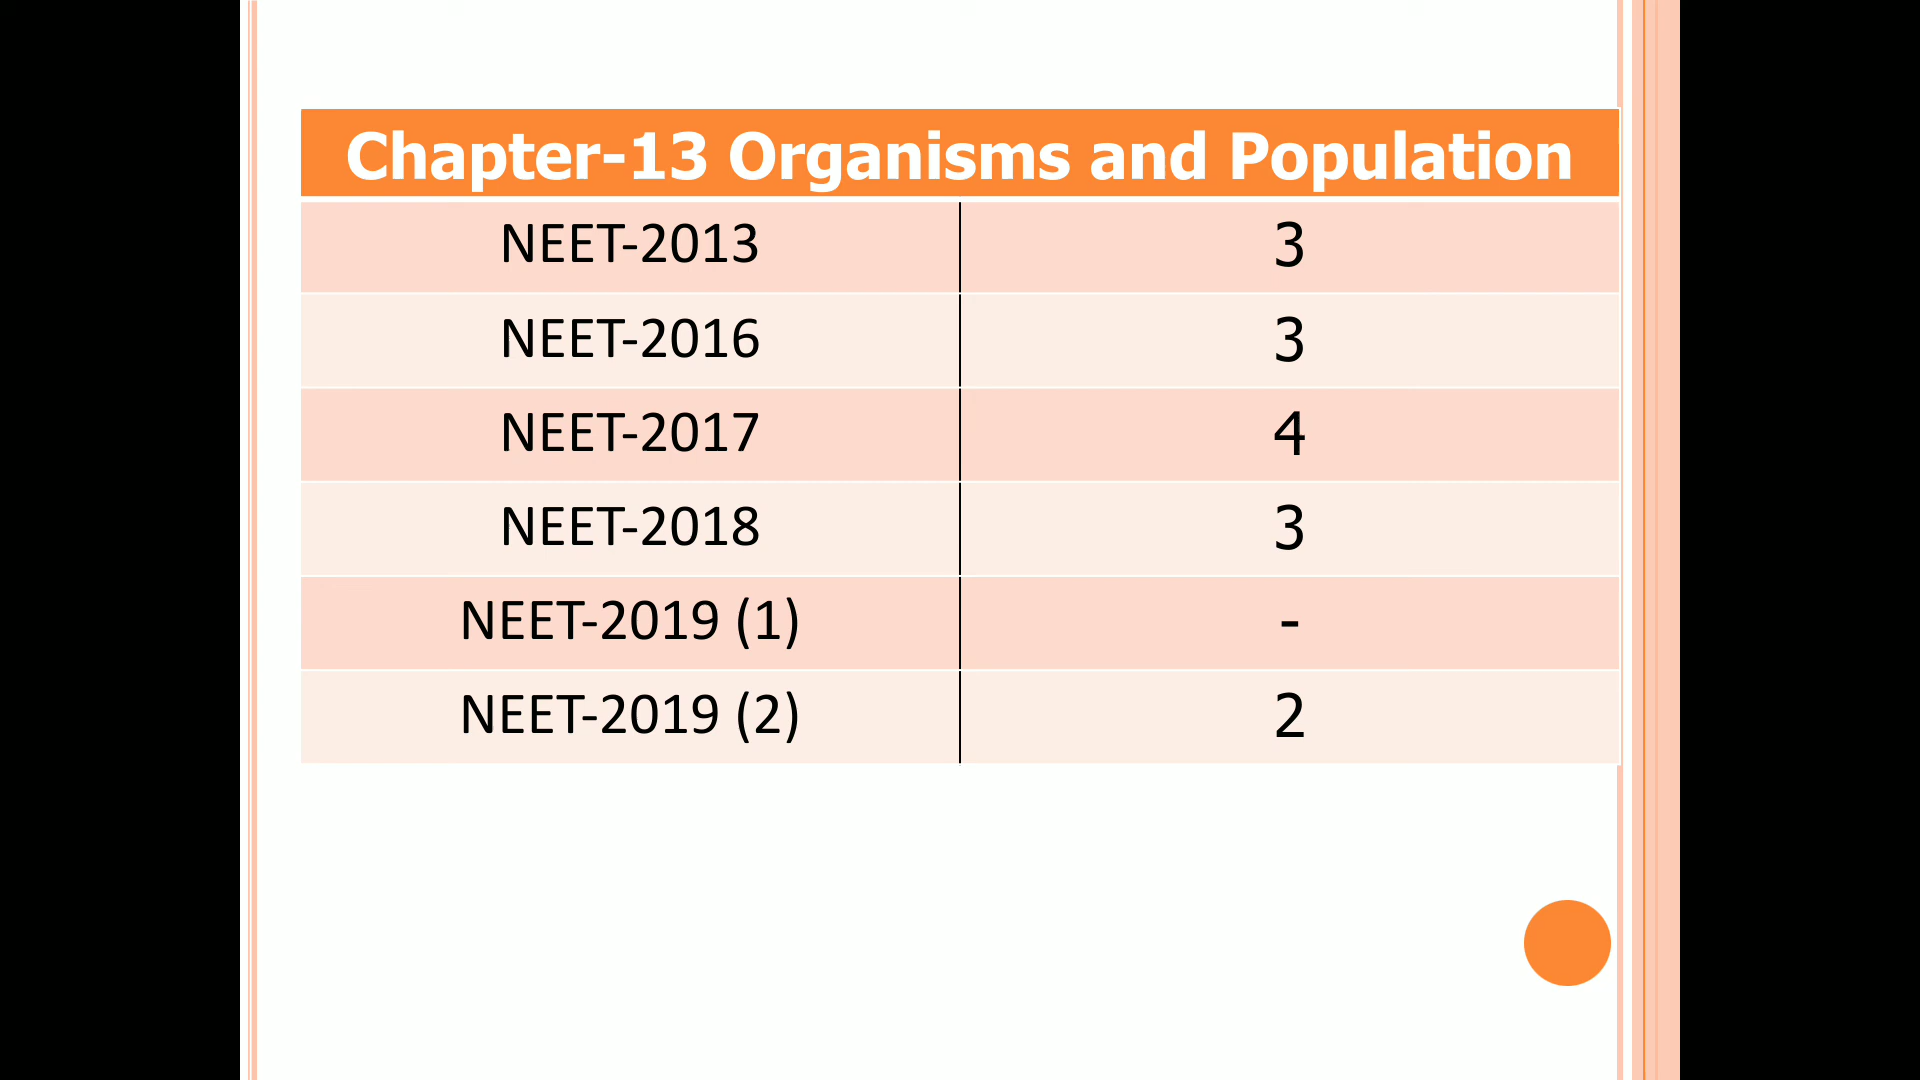 Chapter-13 Organisms and Population
NEET-2013 3
NEET-2016 3
NEET-2017 4
NEET-2018 3
NEET-2019 (1) -
NEET-2019 (2) 2